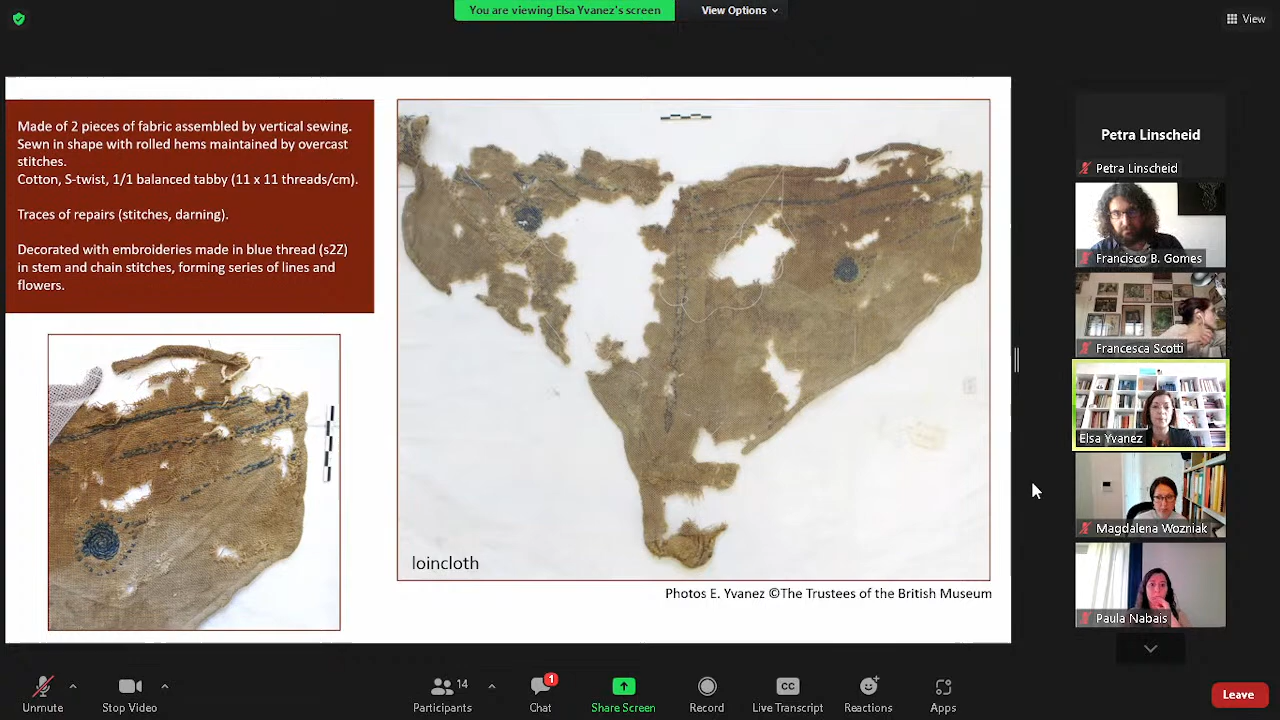 You are viewing Elsa Yvanez's screen
View Options
View
Made of 2 pieces of fabric assembled by vertical sewing.
Sewn in shape with rolled hems maintained by overcast
stitches.
Cotton, S-twist, 1/1 balanced tabby (11 x 11 threads/cm).
Traces of repairs (stitches, darning).
Decorated with embroideries made in blue thread (s2Z)
in stem and chain stitches, forming series of lines and
flowers.
loincloth
Photos E. Yvanez ©The Trustees of the British Museum
Petra Linscheid
Petra Linscheid
Francisco B. Gomes
Francesca Scotti
Elsa Yvanez
Magdalena Wozniak
Paula Nabais
Unmute
Stop Video
14
Participants
1
Chat
Share Screen
Record
CC
Live Transcript
Reactions
Apps
Leave